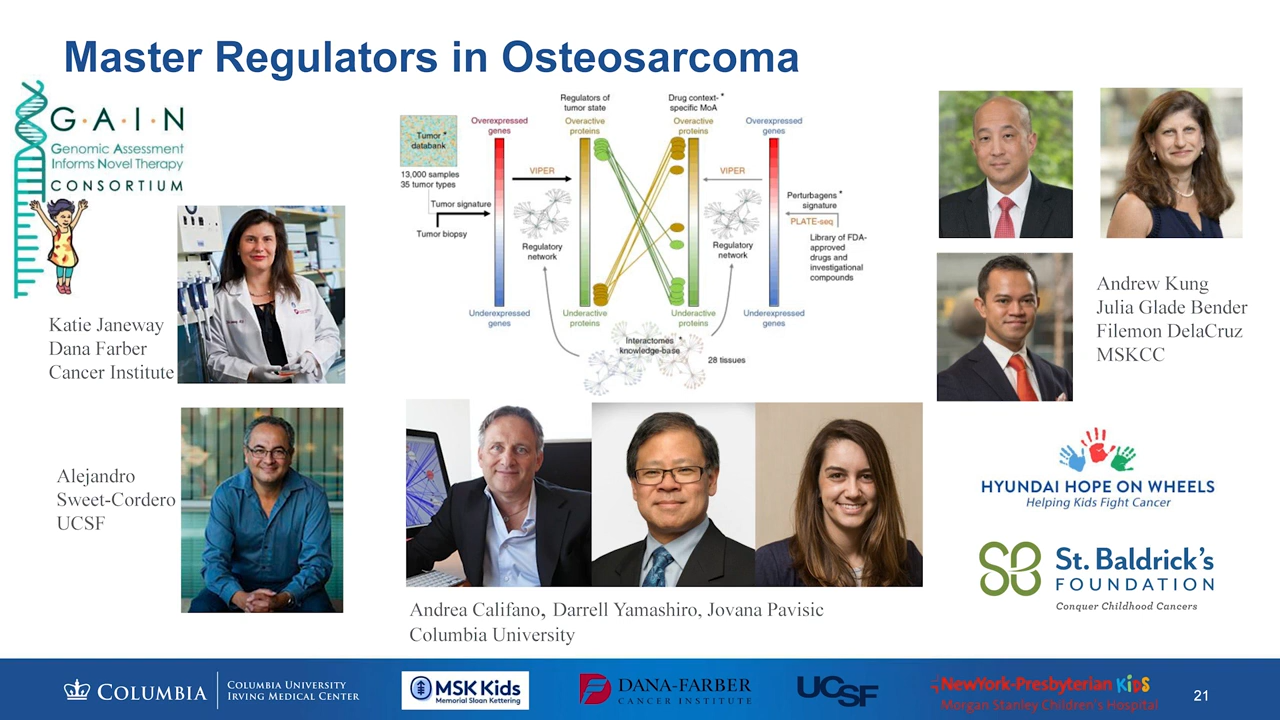 Master Regulators in Osteosarcoma
G·A·I·N
Genomic Assessment
Informs Novel Therapy
CONSORTIUM
Katie Janeway
Dana Farber
Cancer Institute
Alejandro
Sweet-Cordero
UCSF
Tumor *
databank
13,000 samples
35 tumor types
Tumor signature
Tumor biopsy
Overexpressed
genes
VIPER
Regulatory
network
Underexpressed
genes
Regulators of
tumor state
Overactive
proteins
Underactive
proteins
Drug context- *
specific MoA
Overactive
proteins
Underactive
proteins
VIPER
Regulatory
network
Overexpressed
genes
Underexpressed
genes
Perturbagens *
signature
PLATE-seq
Library of FDA-
approved
drugs and
investigational
compounds
Interactomes *
knowledge-base
28 tissues
Andrea Califano, Darrell Yamashiro, Jovana Pavisic
Columbia University
Andrew Kung
Julia Glade Bender
Filemon DelaCruz
MSKCC
HYUNDAI HOPE ON WHEELS
Helping Kids Fight Cancer
St. Baldrick's
FOUNDATION
Conquer Childhood Cancers
COLUMBIA
COLUMBIA UNIVERSITY
IRVING MEDICAL CENTER
MSK Kids
Memorial Sloan Kettering
DANA-FARBER
CANCER INSTITUTE
UCSF
NewYork-Presbyterian Kids
Morgan Stanley Children's Hospital
21